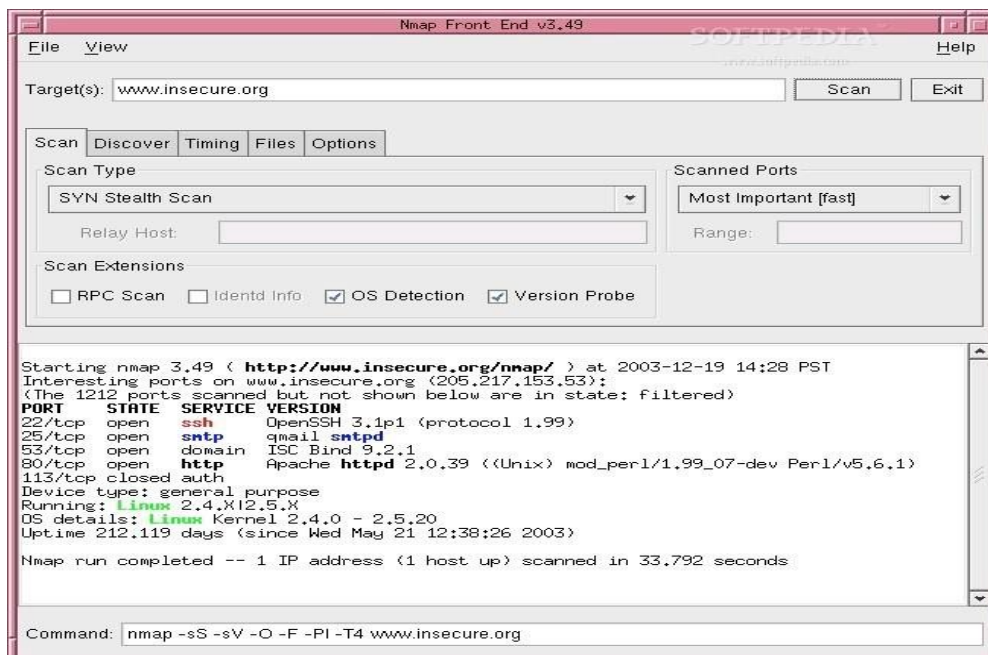 Nmap Front End v3.49
SOFTPEDIA
www.softpedia.com
File View Help
Target(s): www.insecure.org Scan Exit
Scan Discover Timing Files Options
Scan Type Scanned Ports
SYN Stealth Scan Most Important [fast]
Relay Host: Range:
Scan Extensions
RPC Scan Identd Info OS Detection Version Probe
Starting nmap 3.49 ( http://www.insecure.org/nmap/ ) at 2003-12-19 14:28 PST
Interesting ports on www.insecure.org (205.217.153.53):
(The 1212 ports scanned but not shown below are in state: filtered)
PORT STATE SERVICE VERSION
22/tcp open ssh OpenSSH 3.1p1 (protocol 1.99)
25/tcp open smtp qmail smtpd
53/tcp open domain ISC Bind 9.2.1
80/tcp open http Apache httpd 2.0.39 ((Unix) mod_perl/1.99_07-dev Perl/v5.6.1)
113/tcp closed auth
Device type: general purpose
Running: Linux 2.4.X|2.5.X
OS details: Linux Kernel 2.4.0 - 2.5.20
Uptime 212.119 days (since Wed May 21 12:38:26 2003)
Nmap run completed -- 1 IP address (1 host up) scanned in 33.792 seconds
Command: nmap -sS -sV -O -F -PI -T4 www.insecure.org